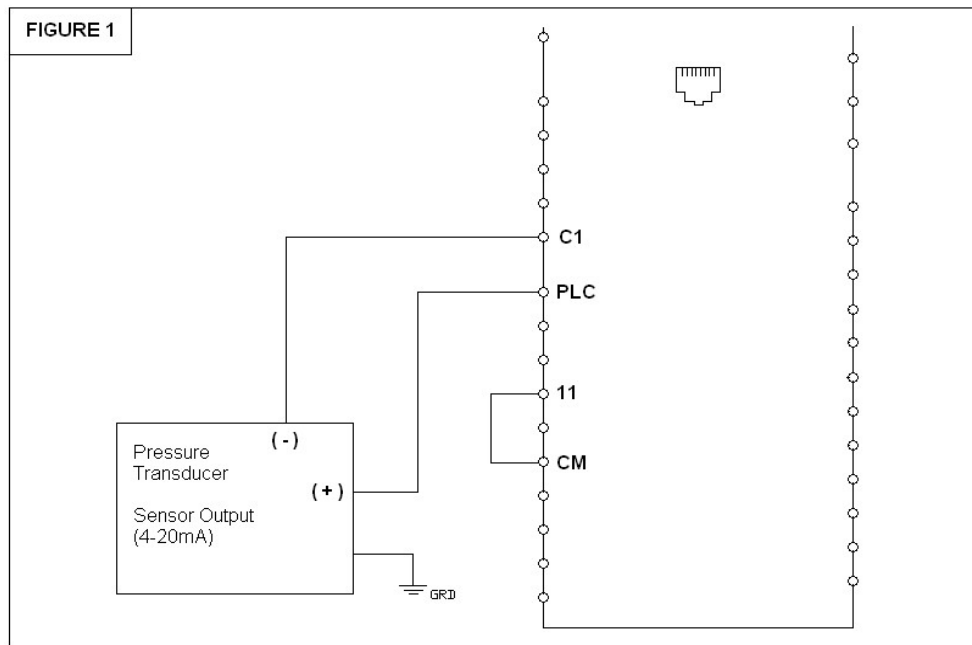 FIGURE 1
C1
PLC
11
CM
(-)
Pressure
Transducer
(+)
Sensor Output
(4-20mA)
GRD